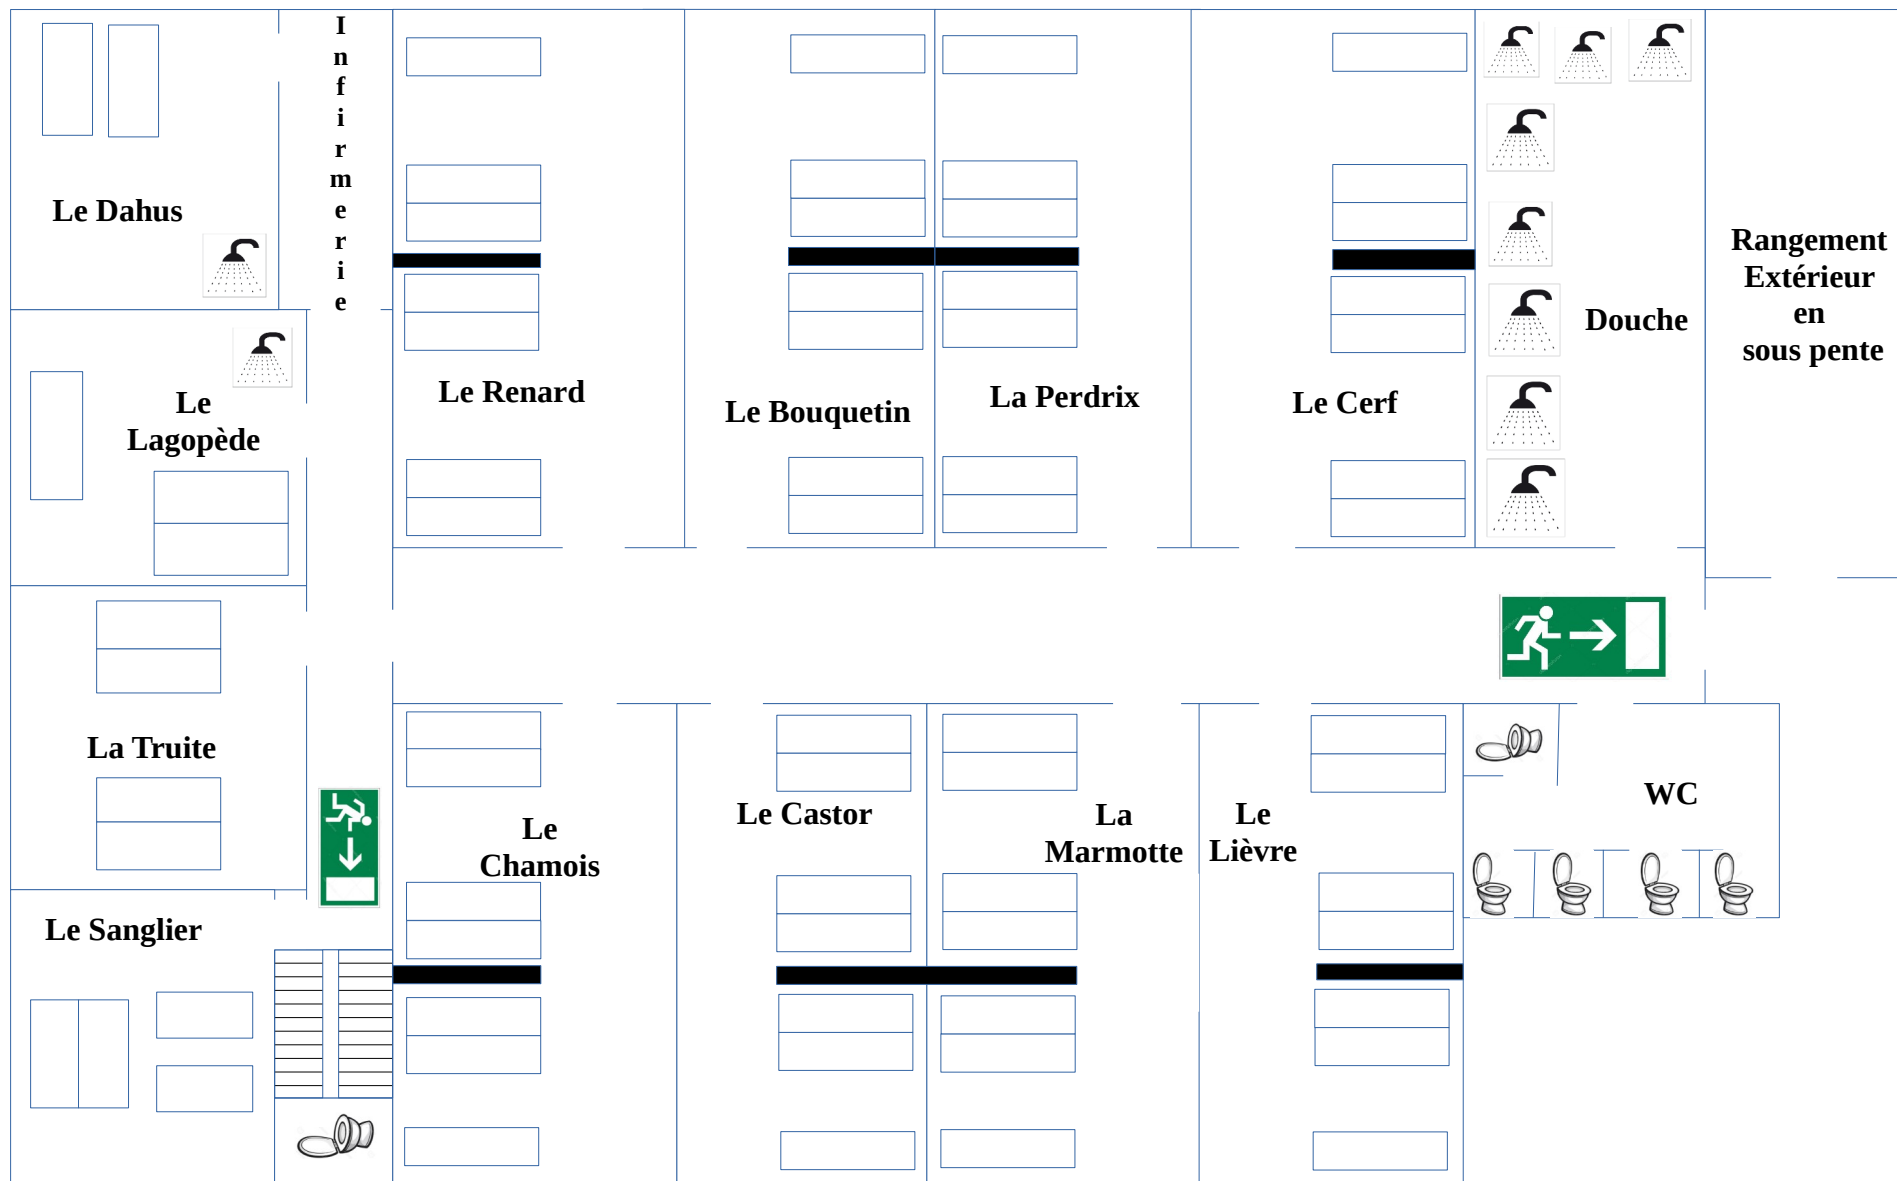 Infirmerie
Le Dahus
Rangement
Extérieur
en
sous pente
Douche
Le Renard
Le Bouquetin
La Perdrix
Le Cerf
Le
Lagopède
La Truite
Le
Chamois
Le Castor
La
Marmotte
Le
Lièvre
WC
Le Sanglier